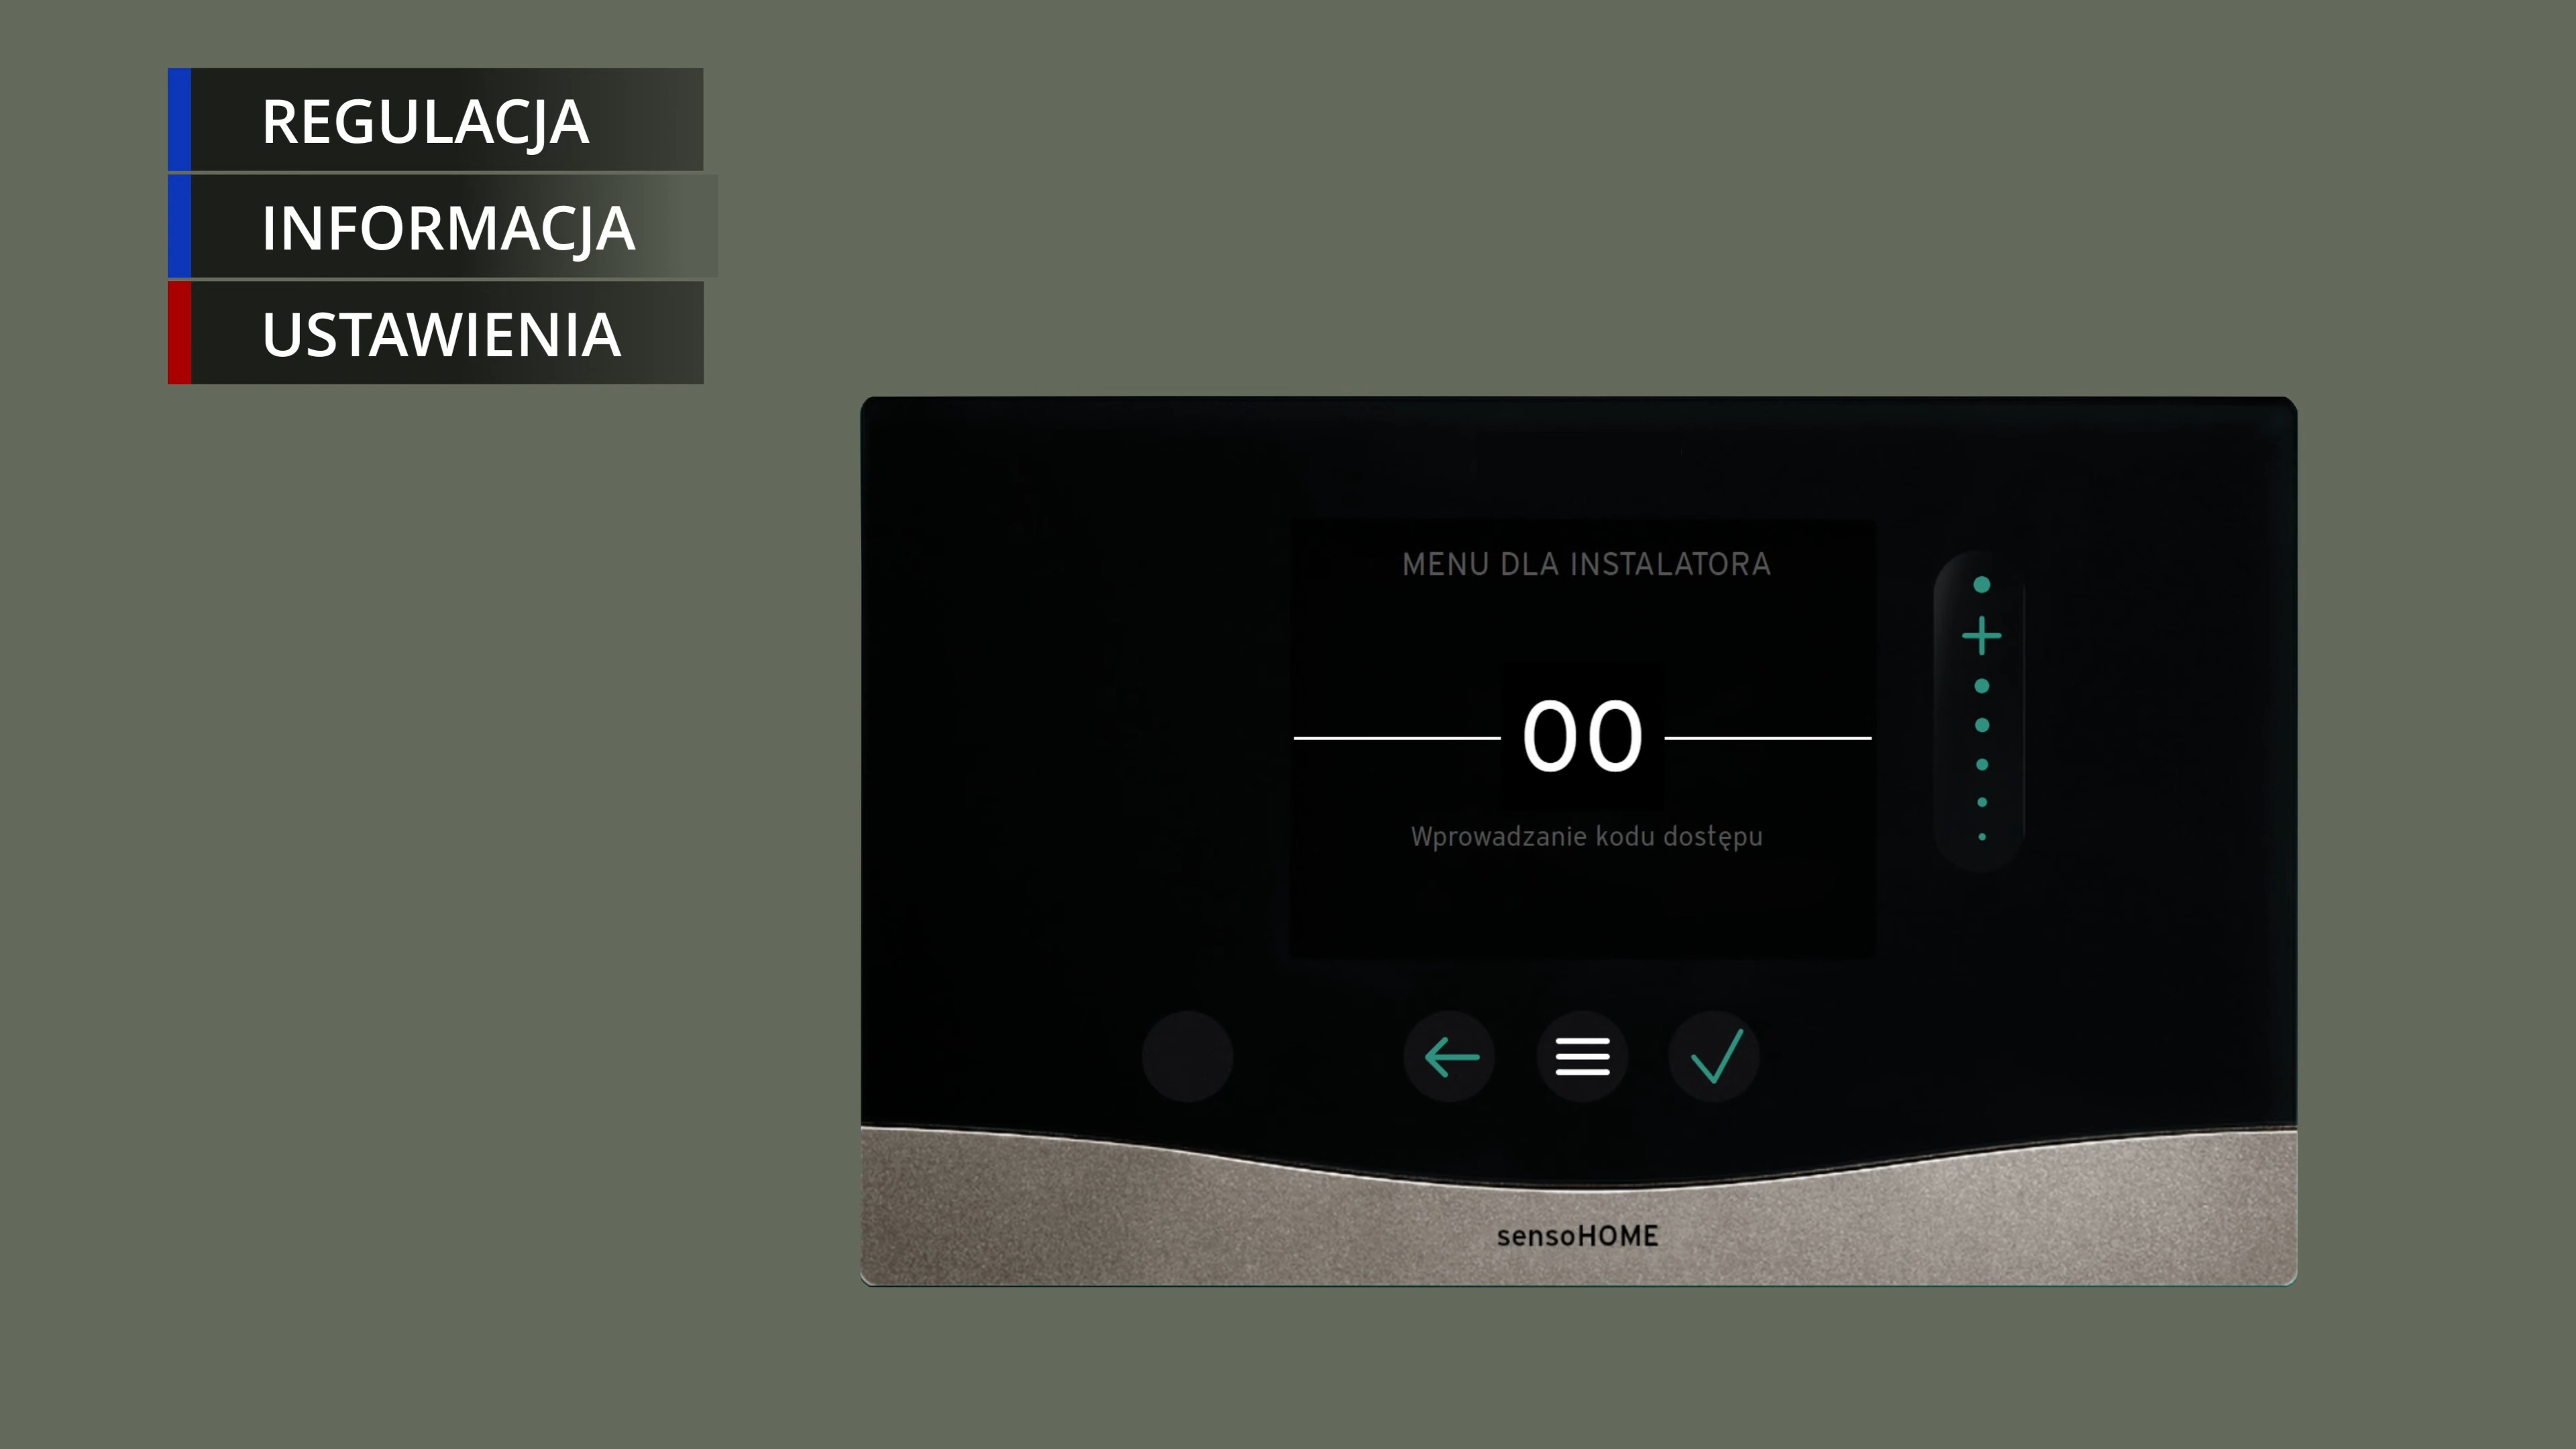 REGULACJA
INFORMACJA
USTAWIENIA
MENU DLA INSTALATORA
00
Wprowadzanie kodu dostępu
sensoHOME